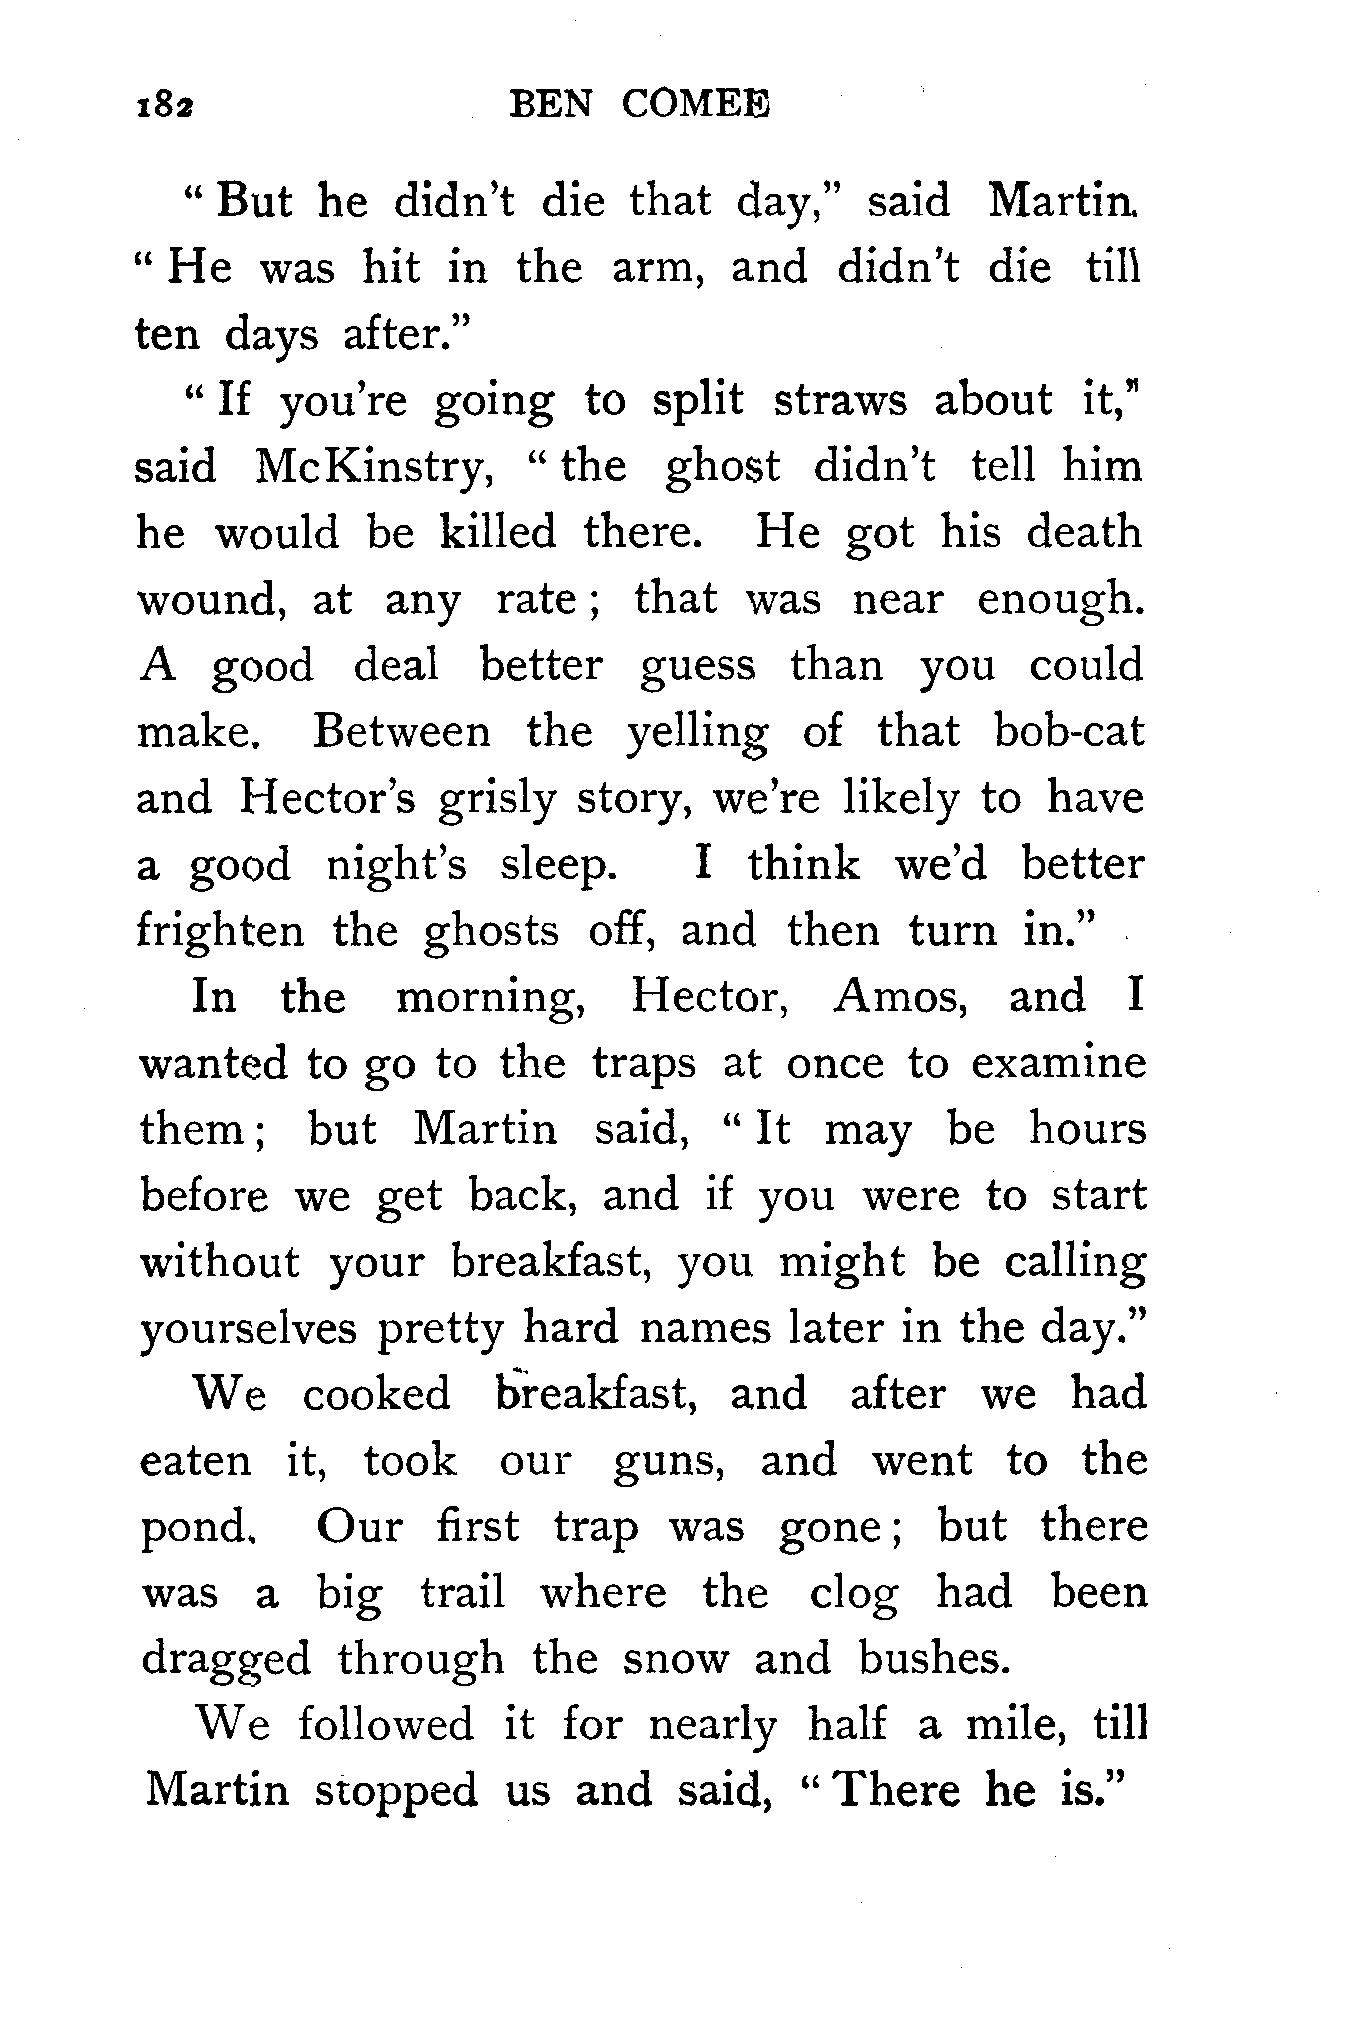 182 BEN COMEE
" But he didn't die that day," said Martin.
" He was hit in the arm, and didn't die till
ten days after."
" If you're going to split straws about it,"
said McKinstry, " the ghost didn't tell him
he would be killed there. He got his death
wound, at any rate ; that was near enough.
A good deal better guess than you could
make. Between the yelling of that bob-cat
and Hector's grisly story, we're likely to have
a good night's sleep. I think we'd better
frighten the ghosts off, and then turn in."
In the morning, Hector, Amos, and I
wanted to go to the traps at once to examine
them ; but Martin said, " It may be hours
before we get back, and if you were to start
without your breakfast, you might be calling
yourselves pretty hard names later in the day."
We cooked breakfast, and after we had
eaten it, took our guns, and went to the
pond. Our first trap was gone ; but there
was a big trail where the clog had been
dragged through the snow and bushes.
We followed it for nearly half a mile, till
Martin stopped us and said, " There he is."